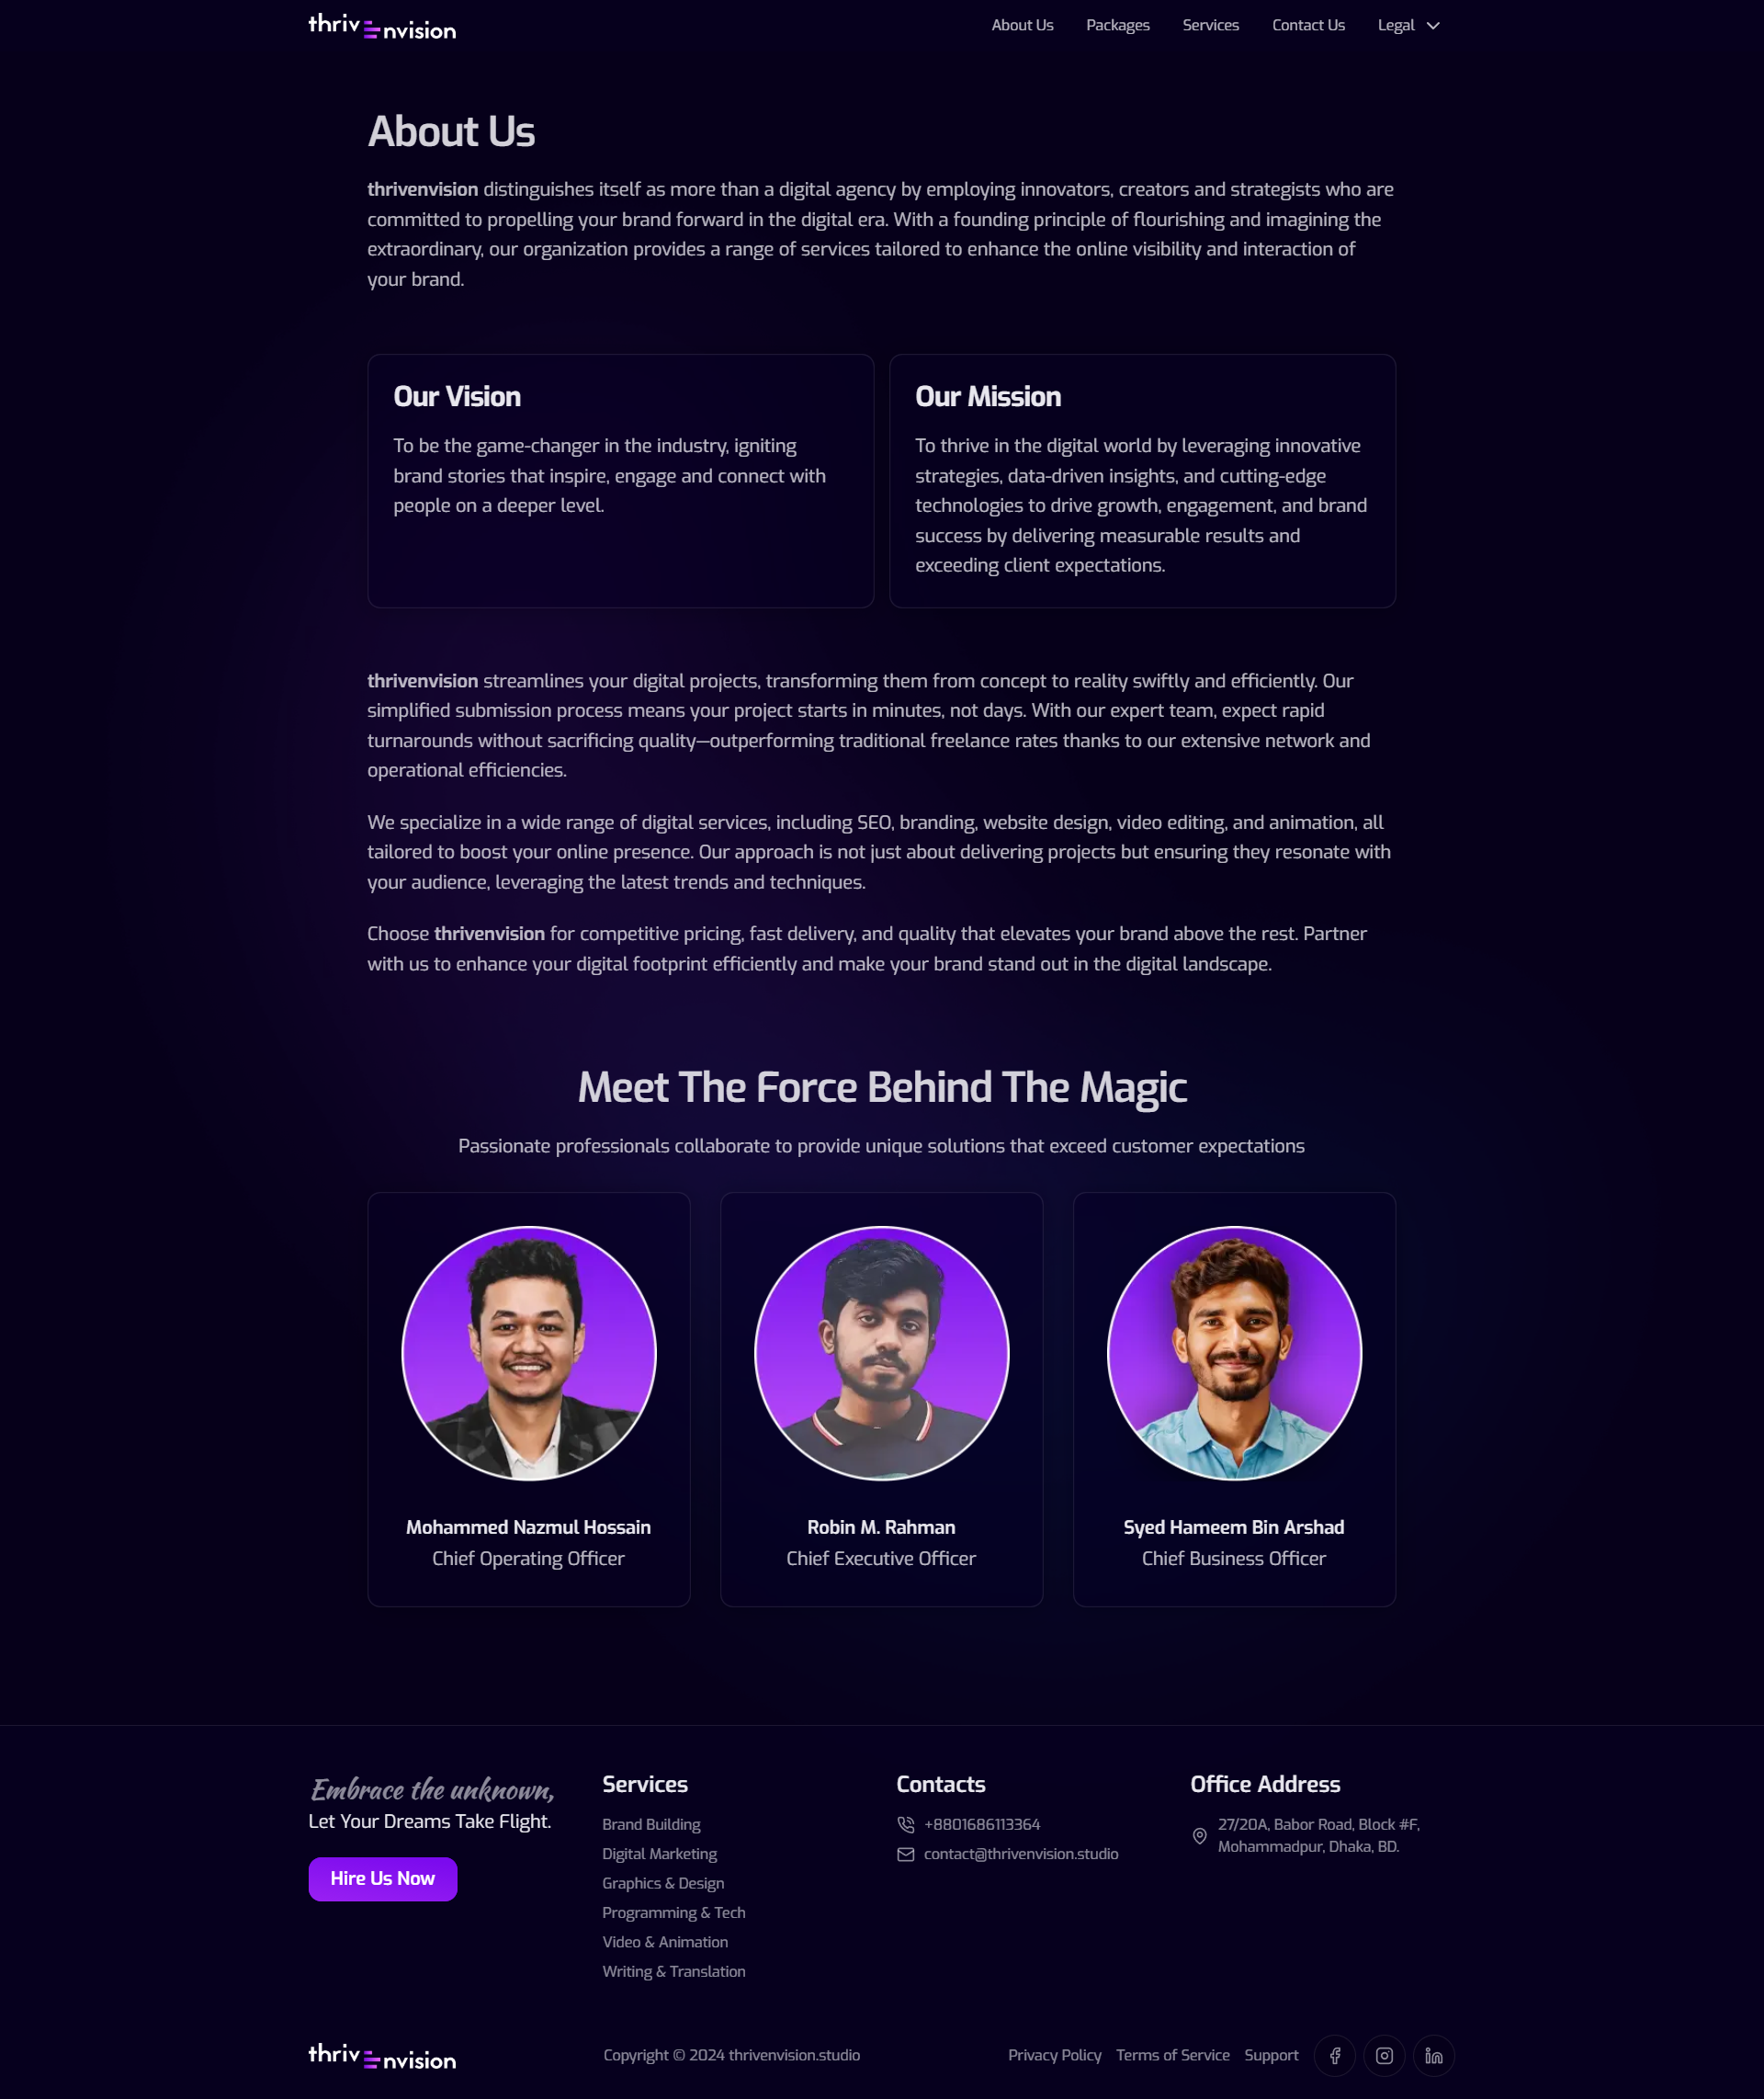 thrivenvision
About Us
Packages
Services
Contact Us
Legal
About Us
thrivenvision distinguishes itself as more than a digital agency by employing innovators, creators and strategists who are
committed to propelling your brand forward in the digital era. With a founding principle of flourishing and imagining the
extraordinary, our organization provides a range of services tailored to enhance the online visibility and interaction of
your brand.
Our Vision
To be the game-changer in the industry, igniting
brand stories that inspire, engage and connect with
people on a deeper level.
Our Mission
To thrive in the digital world by leveraging innovative
strategies, data-driven insights, and cutting-edge
technologies to drive growth, engagement, and brand
success by delivering measurable results and
exceeding client expectations.
thrivenvision streamlines your digital projects, transforming them from concept to reality swiftly and efficiently. Our
simplified submission process means your project starts in minutes, not days. With our expert team, expect rapid
turnarounds without sacrificing quality—outperforming traditional freelance rates thanks to our extensive network and
operational efficiencies.
We specialize in a wide range of digital services, including SEO, branding, website design, video editing, and animation, all
tailored to boost your online presence. Our approach is not just about delivering projects but ensuring they resonate with
your audience, leveraging the latest trends and techniques.
Choose thrivenvision for competitive pricing, fast delivery, and quality that elevates your brand above the rest. Partner
with us to enhance your digital footprint efficiently and make your brand stand out in the digital landscape.
Meet The Force Behind The Magic
Passionate professionals collaborate to provide unique solutions that exceed customer expectations
Mohammed Nazmul Hossain
Chief Operating Officer
Robin M. Rahman
Chief Executive Officer
Syed Hameem Bin Arshad
Chief Business Officer
Embrace the unknown,
Let Your Dreams Take Flight.
Hire Us Now
Services
Brand Building
Digital Marketing
Graphics & Design
Programming & Tech
Video & Animation
Writing & Translation
Contacts
+8801686113364
contact@thrivenvision.studio
Office Address
27/20A, Babor Road, Block #F,
Mohammadpur, Dhaka, BD.
thrivenvision
Copyright © 2024 thrivenvision.studio
Privacy Policy
Terms of Service
Support